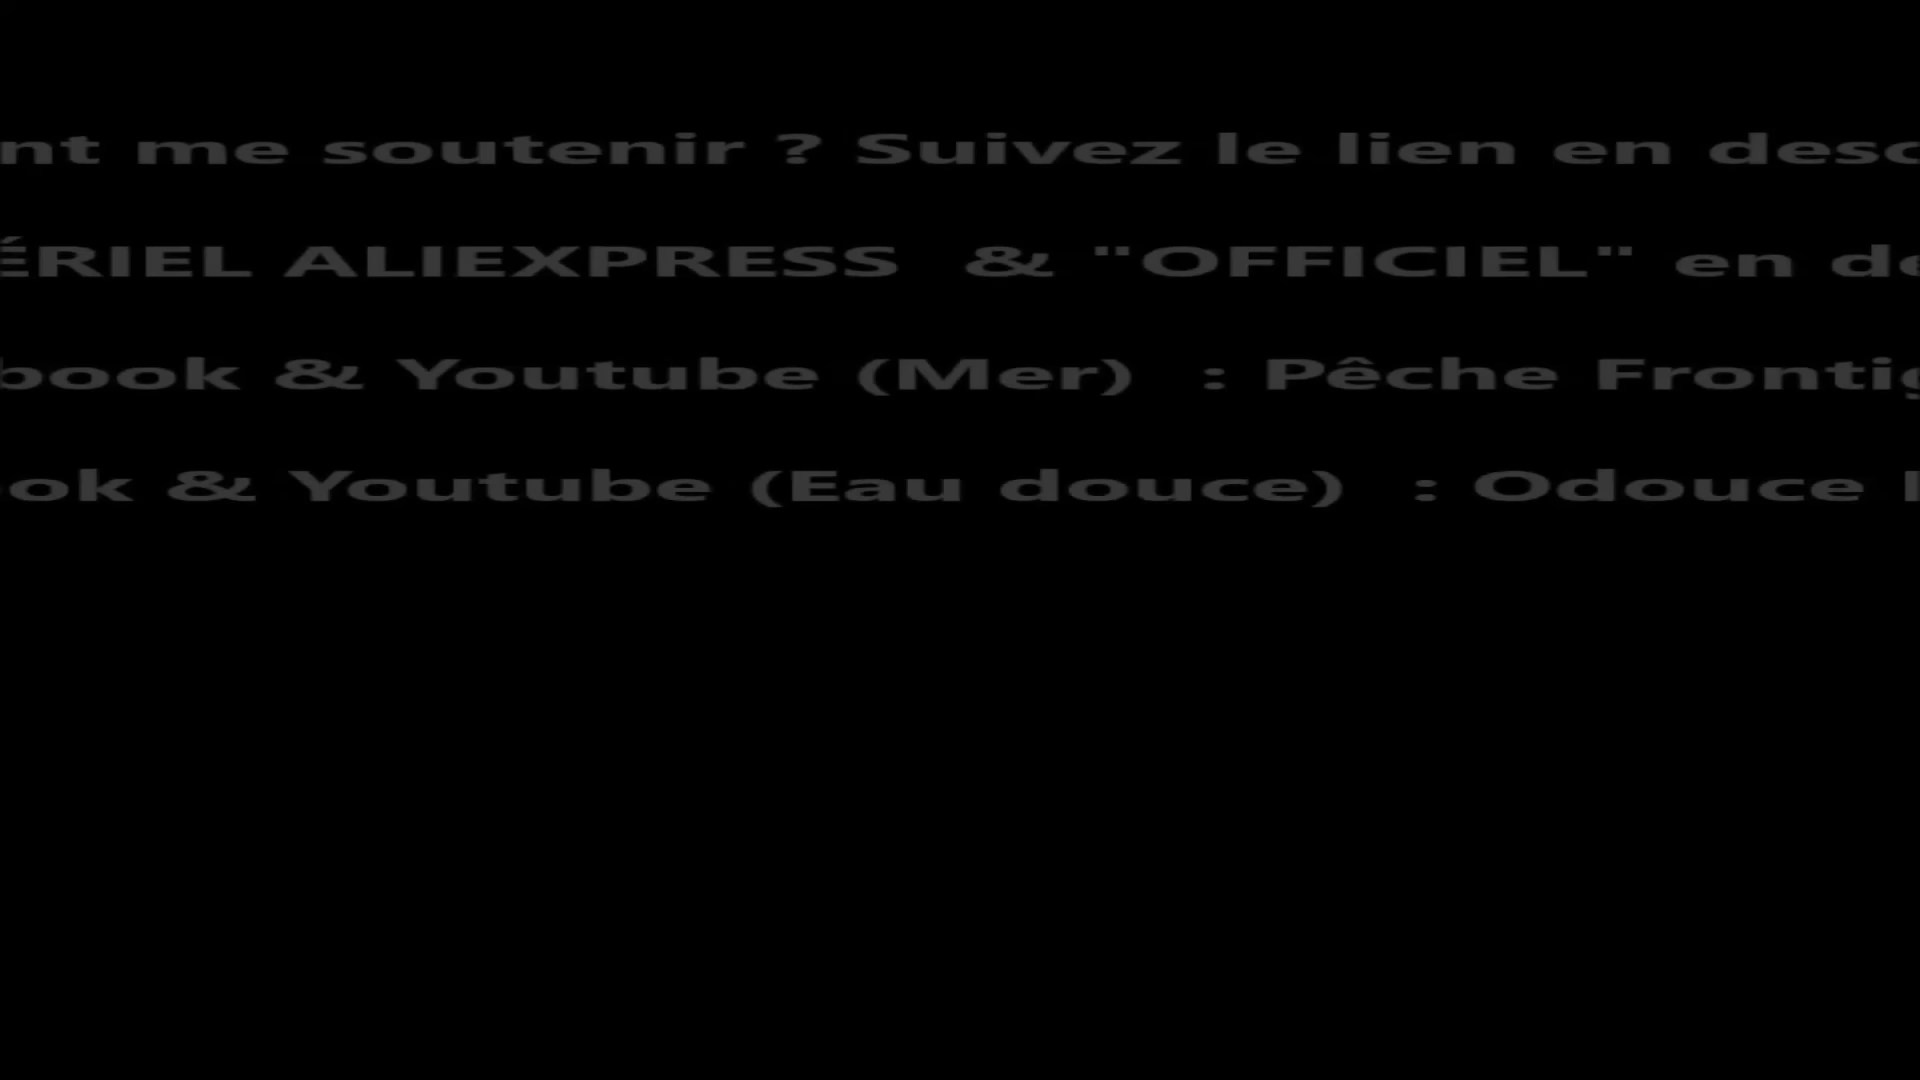 nt me soutenir ? Suivez le lien en desc
ÉRIEL ALIEXPRESS & "OFFICIEL" en de
book & Youtube (Mer) : Pêche Frontig
ok & Youtube (Eau douce) : Odouce